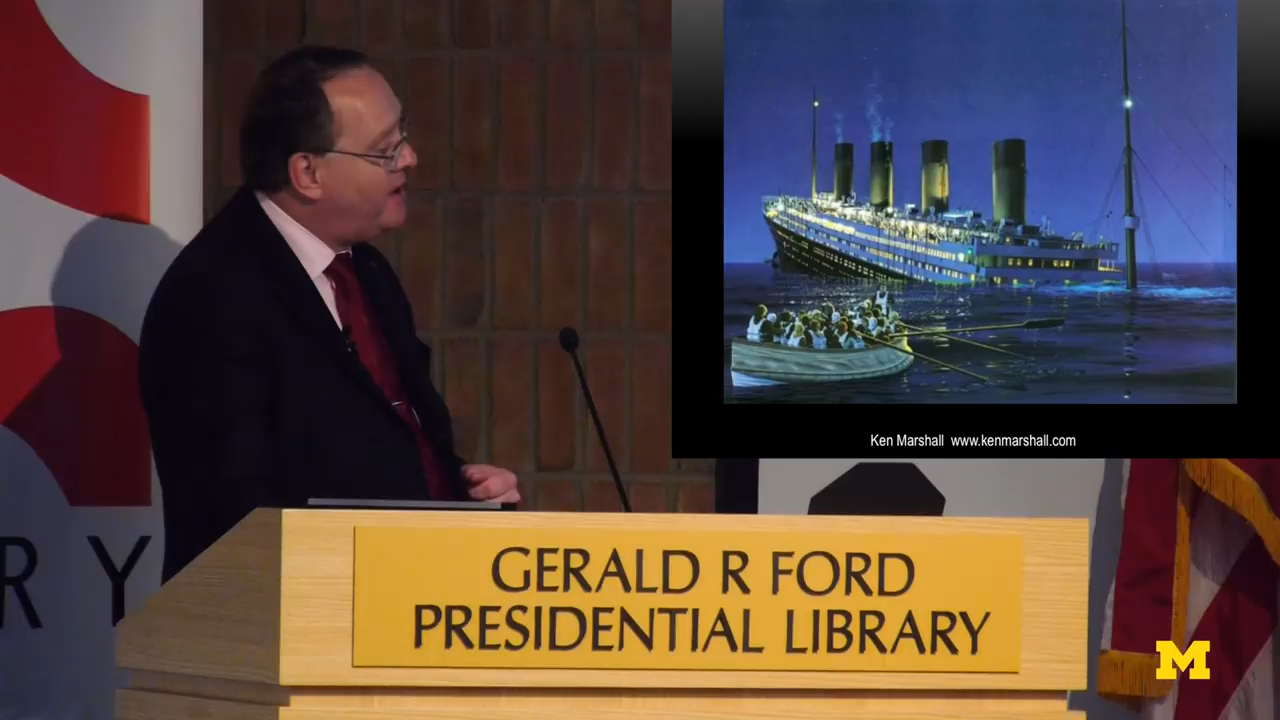 Ken Marshall www.kenmarshall.com
R Y
GERALD R FORD
PRESIDENTIAL LIBRARY
M